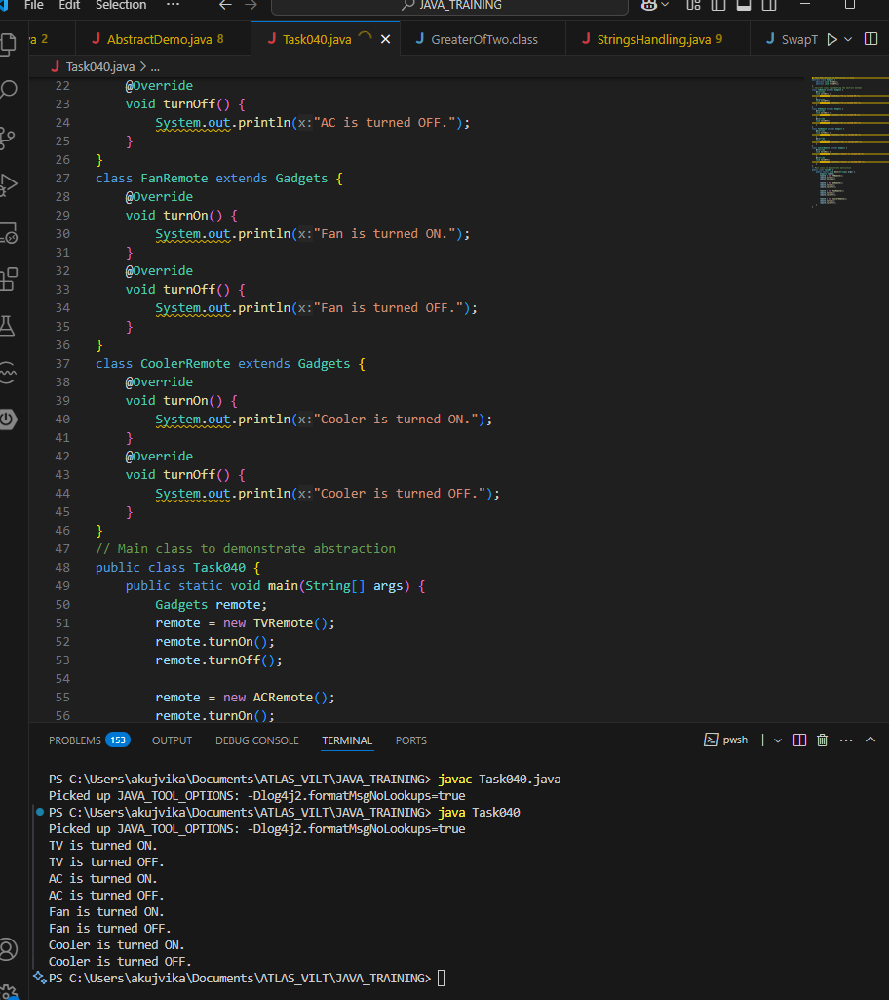 File Edit Selection ··· ← → JAVA_TRAINING
va 2 J AbstractDemo.java 8 J Task040.java × J GreaterOfTwo.class J StringsHandling.java 9 J SwapT
J Task040.java > ...
22 @Override
23 void turnOff() {
24 System.out.println(x:"AC is turned OFF.");
25 }
26 }
27 class FanRemote extends Gadgets {
28 @Override
29 void turnOn() {
30 System.out.println(x:"Fan is turned ON.");
31 }
32 @Override
33 void turnOff() {
34 System.out.println(x:"Fan is turned OFF.");
35 }
36 }
37 class CoolerRemote extends Gadgets {
38 @Override
39 void turnOn() {
40 System.out.println(x:"Cooler is turned ON.");
41 }
42 @Override
43 void turnOff() {
44 System.out.println(x:"Cooler is turned OFF.");
45 }
46 }
47 // Main class to demonstrate abstraction
48 public class Task040 {
49 public static void main(String[] args) {
50 Gadgets remote;
51 remote = new TVRemote();
52 remote.turnOn();
53 remote.turnOff();
54
55 remote = new ACRemote();
56 remote.turnOn();
PROBLEMS 153 OUTPUT DEBUG CONSOLE TERMINAL PORTS pwsh
PS C:\Users\akujvika\Documents\ATLAS_VILT\JAVA_TRAINING> javac Task040.java
Picked up JAVA_TOOL_OPTIONS: -Dlog4j2.formatMsgNoLookups=true
PS C:\Users\akujvika\Documents\ATLAS_VILT\JAVA_TRAINING> java Task040
Picked up JAVA_TOOL_OPTIONS: -Dlog4j2.formatMsgNoLookups=true
TV is turned ON.
TV is turned OFF.
AC is turned ON.
AC is turned OFF.
Fan is turned ON.
Fan is turned OFF.
Cooler is turned ON.
Cooler is turned OFF.
PS C:\Users\akujvika\Documents\ATLAS_VILT\JAVA_TRAINING>